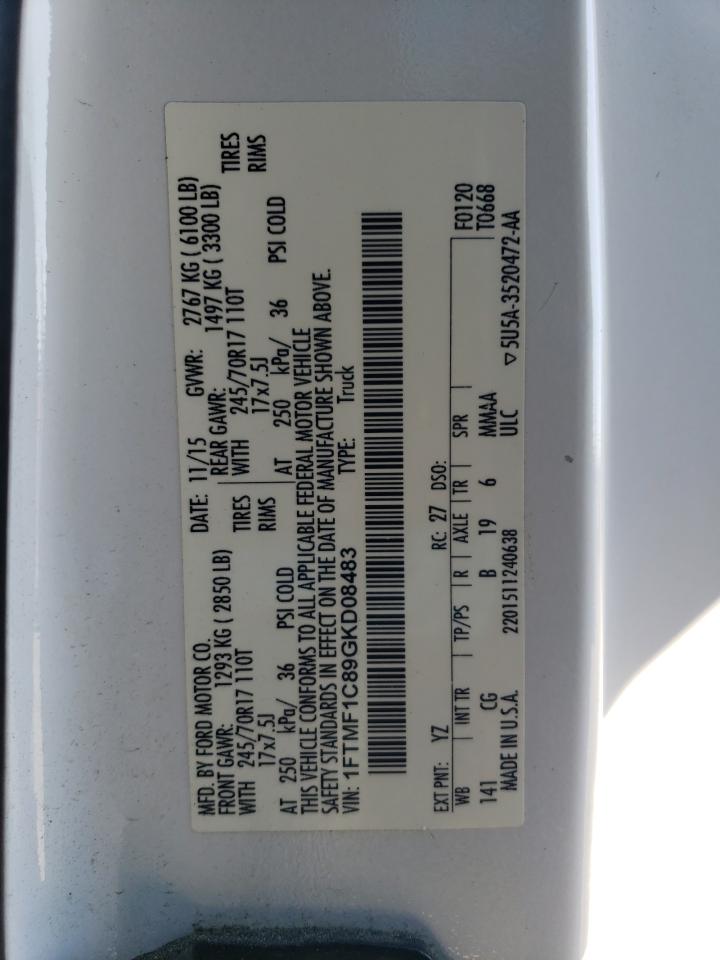 MFD. BY FORD MOTOR CO.
DATE: 11/15 GVWR: 2767 KG ( 6100 LB)
FRONT GAWR: 1293 KG ( 2850 LB)
REAR GAWR: 1497 KG ( 3300 LB)
WITH 245/70R17 110T TIRES
WITH 245/70R17 110T TIRES
17x7.5J RIMS
17x7.5J RIMS
AT 250 kPa/ 36 PSI COLD
AT 250 kPa/ 36 PSI COLD
THIS VEHICLE CONFORMS TO ALL APPLICABLE FEDERAL MOTOR VEHICLE
SAFETY STANDARDS IN EFFECT ON THE DATE OF MANUFACTURE SHOWN ABOVE.
VIN: 1FTMF1C89GKD08483 TYPE: Truck
F0120
T0668
EXT PNT: YZ RC: 27 DSO:
WB INT TR TP/PS R AXLE TR SPR
141 CG B 19 6 MMAA
ULC
MADE IN U.S.A. 2201511240638 ▽5U5A-3520472-AA